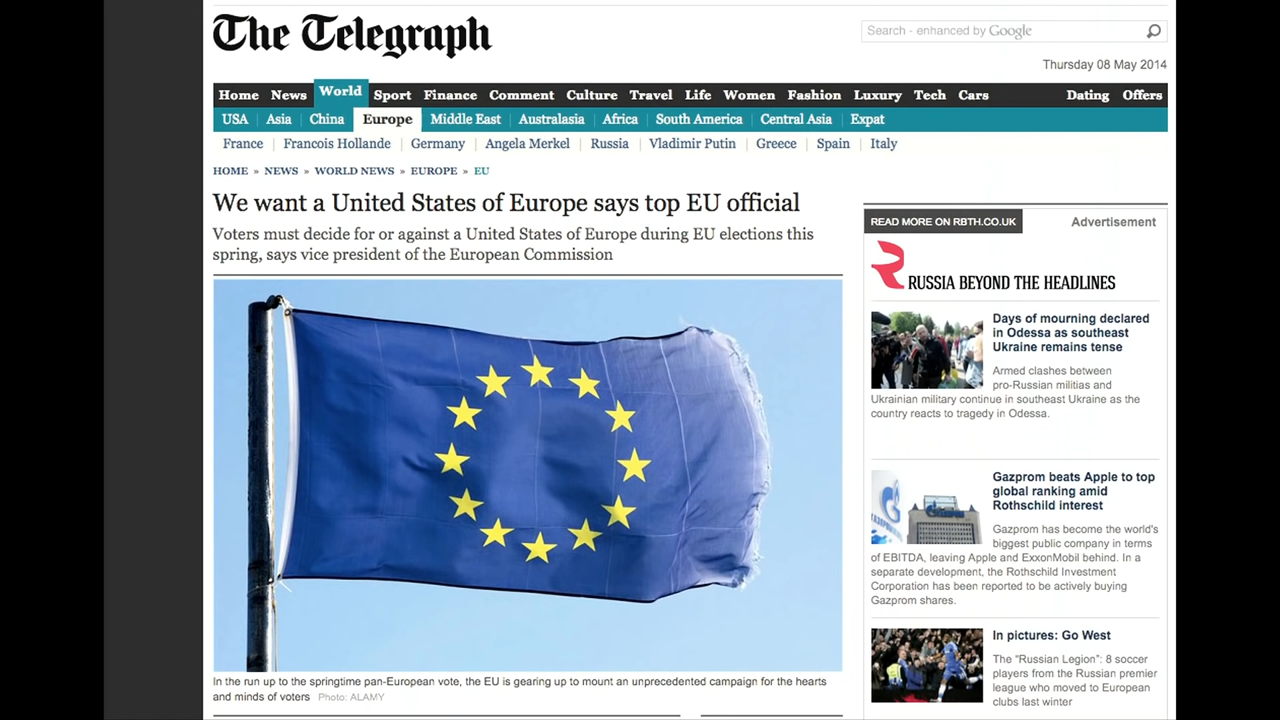 The Telegraph
Search - enhanced by Google
Thursday 08 May 2014
Home News World Sport Finance Comment Culture Travel Life Women Fashion Luxury Tech Cars Dating Offers
USA Asia China Europe Middle East Australasia Africa South America Central Asia Expat
France Francois Hollande Germany Angela Merkel Russia Vladimir Putin Greece Spain Italy
HOME » NEWS » WORLD NEWS » EUROPE » EU
We want a United States of Europe says top EU official
Voters must decide for or against a United States of Europe during EU elections this
spring, says vice president of the European Commission
In the run up to the springtime pan-European vote, the EU is gearing up to mount an unprecedented campaign for the hearts
and minds of voters Photo: ALAMY
READ MORE ON RBTH.CO.UK
Advertisement
RUSSIA BEYOND THE HEADLINES
Days of mourning declared
in Odessa as southeast
Ukraine remains tense
Armed clashes between
pro-Russian militias and
Ukrainian military continue in southeast Ukraine as the
country reacts to tragedy in Odessa.
Gazprom beats Apple to top
global ranking amid
Rothschild interest
Gazprom has become the world's
biggest public company in terms
of EBITDA, leaving Apple and ExxonMobil behind. In a
separate development, the Rothschild Investment
Corporation has been reported to be actively buying
Gazprom shares.
In pictures: Go West
The “Russian Legion”: 8 soccer
players from the Russian premier
league who moved to European
clubs last winter